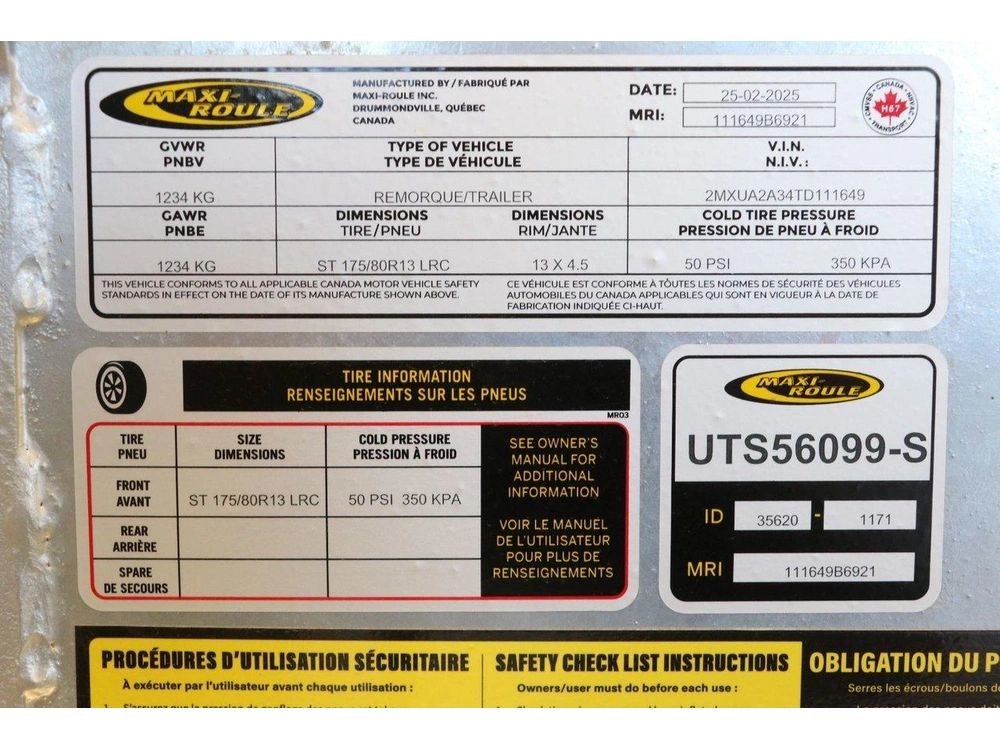 MAXI-ROULE
MANUFACTURED BY / FABRIQUÉ PAR
MAXI-ROULE INC.
DRUMMONDVILLE, QUÉBEC
CANADA
DATE: 25-02-2025
MRI: 111649B6921
CANADA
H67
TRANSPORT
GVWR
PNBV
TYPE OF VEHICLE
TYPE DE VÉHICULE
V.I.N.
N.I.V. :
1234 KG REMORQUE/TRAILER 2MXUA2A34TD111649
GAWR
PNBE
DIMENSIONS
TIRE/PNEU
DIMENSIONS
RIM/JANTE
COLD TIRE PRESSURE
PRESSION DE PNEU À FROID
1234 KG ST 175/80R13 LRC 13 X 4.5 50 PSI 350 KPA
THIS VEHICLE CONFORMS TO ALL APPLICABLE CANADA MOTOR VEHICLE SAFETY
STANDARDS IN EFFECT ON THE DATE OF ITS MANUFACTURE SHOWN ABOVE.
CE VÉHICULE EST CONFORME À TOUTES LES NORMES DE SÉCURITÉ DES VÉHICULES
AUTOMOBILES DU CANADA APPLICABLES QUI SONT EN VIGUEUR À LA DATE DE
FABRICATION INDIQUÉE CI-HAUT.
TIRE INFORMATION
RENSEIGNEMENTS SUR LES PNEUS
MR03
TIRE
PNEU
SIZE
DIMENSIONS
COLD PRESSURE
PRESSION À FROID
FRONT
AVANT
ST 175/80R13 LRC 50 PSI 350 KPA
REAR
ARRIÈRE
SPARE
DE SECOURS
SEE OWNER'S
MANUAL FOR
ADDITIONAL
INFORMATION
VOIR LE MANUEL
DE L'UTILISATEUR
POUR PLUS DE
RENSEIGNEMENTS
MAXI-ROULE
UTS56099-S
ID 35620 - 1171
MRI 111649B6921
PROCÉDURES D'UTILISATION SÉCURITAIRE
À exécuter par l'utilisateur avant chaque utilisation :
SAFETY CHECK LIST INSTRUCTIONS
Owners/user must do before each use :
OBLIGATION DU P
Serres les écrous/boulons d